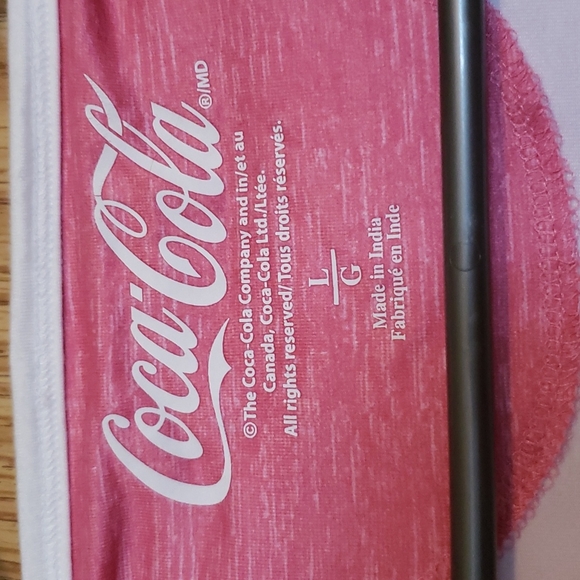 Coca-Cola ®/MD
©The Coca-Cola Company and in/et au
Canada, Coca-Cola Ltd./Ltée.
All rights reserved/Tous droits réservés.
L
G
Made in India
Fabriqué en Inde